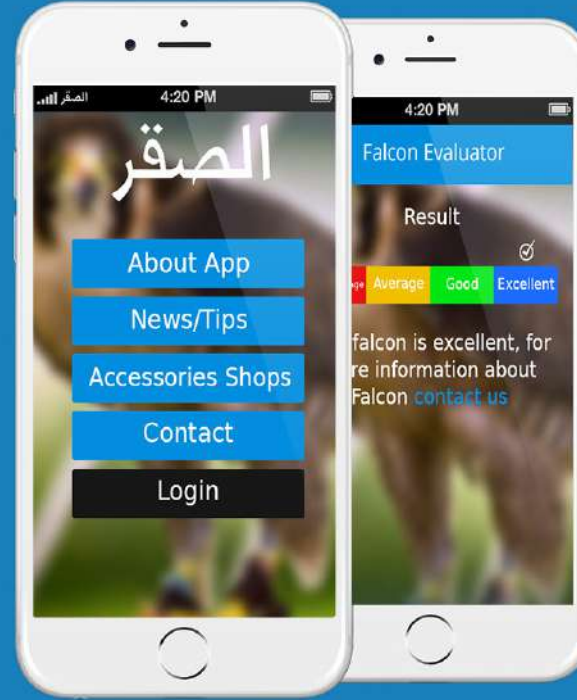 الصقر
4:20 PM
الصقر
About App
News/Tips
Accessories Shops
Contact
Login
4:20 PM
Falcon Evaluator
Result
Average
Good
Excellent
falcon is excellent, for
re information about
Falcon contact us